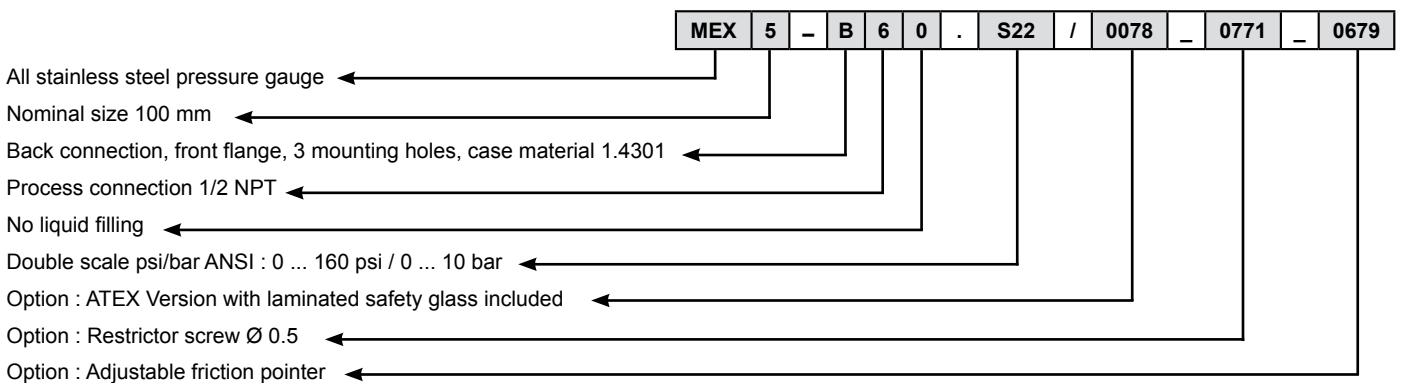 MEX 5 – B 6 0 . S22 / 0078 _ 0771 _ 0679
All stainless steel pressure gauge
Nominal size 100 mm
Back connection, front flange, 3 mounting holes, case material 1.4301
Process connection 1/2 NPT
No liquid filling
Double scale psi/bar ANSI : 0 ... 160 psi / 0 ... 10 bar
Option : ATEX Version with laminated safety glass included
Option : Restrictor screw Ø 0.5
Option : Adjustable friction pointer